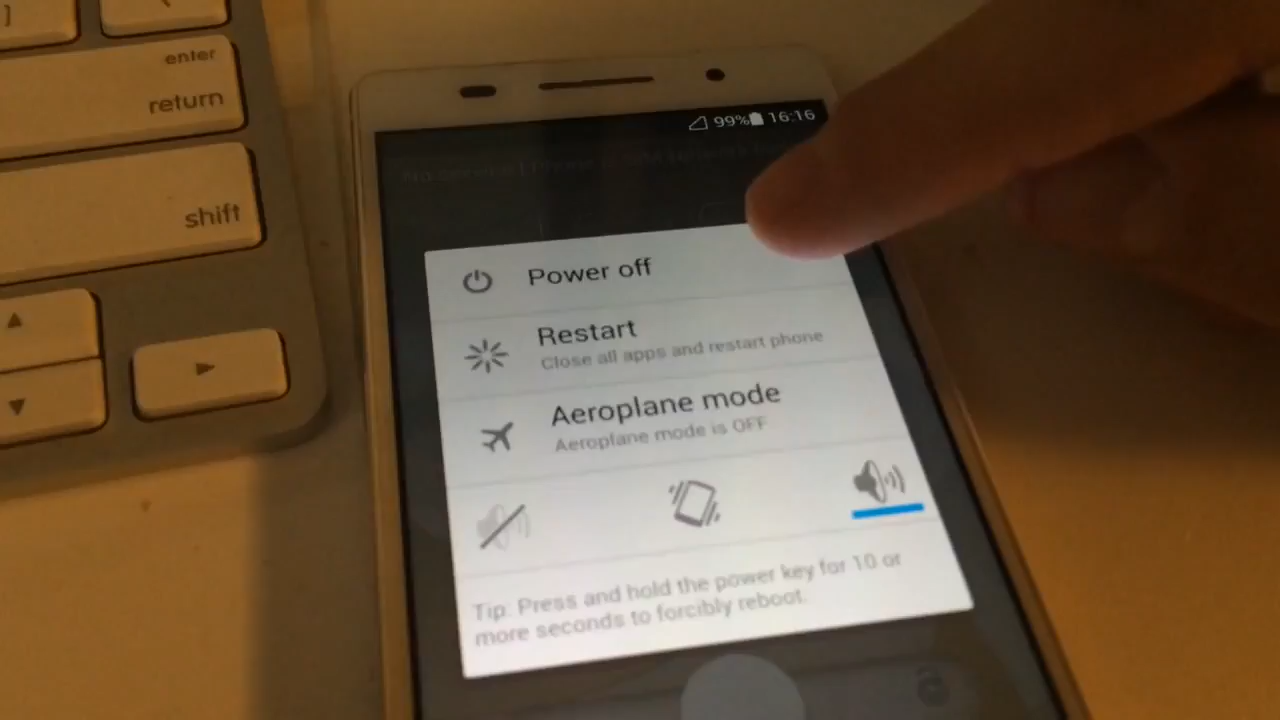 ]
enter
return
shift
99% 16:16
Power off
Restart
Close all apps and restart phone
Aeroplane mode
Aeroplane mode is OFF
Tip: Press and hold the power key for 10 or
more seconds to forcibly reboot.